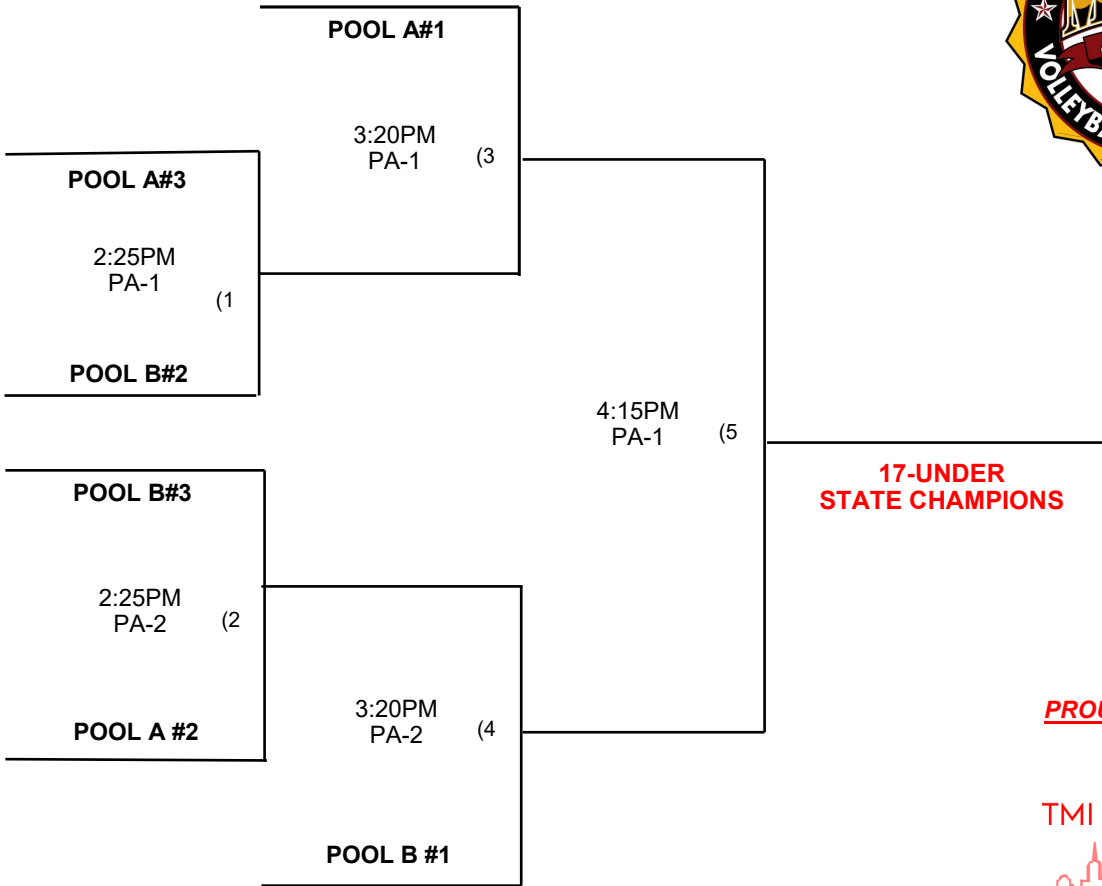 POOL A#1
3:20PM
PA-1 (3
POOL A#3
2:25PM
PA-1
(1
POOL B#2
4:15PM
PA-1 (5
17-UNDER
STATE CHAMPIONS
POOL B#3
2:25PM
PA-2 (2
POOL A #2
3:20PM
PA-2 (4
POOL B #1
TMI